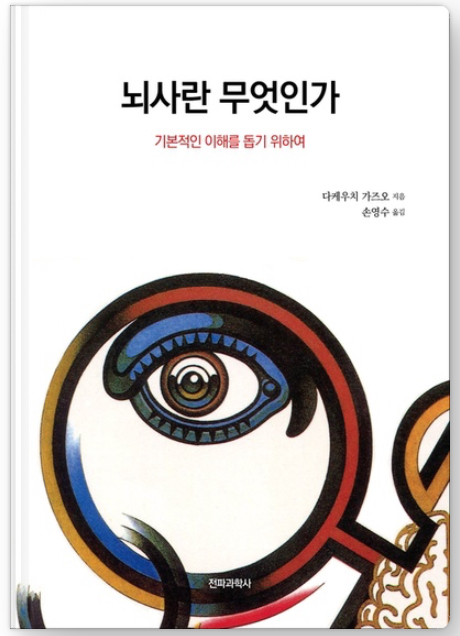 뇌사란 무엇인가
기본적인 이해를 돕기 위하여
다케우치 가즈오 지음
손영수 옮김
전파과학사